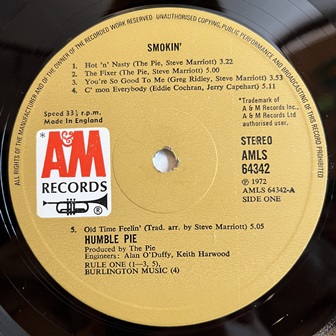 ALL RIGHTS OF THE MANUFACTURER AND OF THE OWNER OF THE RECORDED WORK RESERVED. UNAUTHORISED COPYING, PUBLIC PERFORMANCE AND BROADCASTING OF THIS RECORD PROHIBITED
SMOKIN'
1. Hot 'n' Nasty (The Pie, Steve Marriott) 3.22
2. The Fixer (The Pie, Steve Marriott) 5.00
3. You're So Good To Me (Greg Ridley, Steve Marriott) 3.53
4. C' mon Everybody (Eddie Cochran, Jerry Capehart) 5.11
Speed 33⅓ r.p.m.
Made in England
*Trademark of
A & M Records Inc.,
A & M Records Ltd
authorised user.
STEREO
AMLS
64342
Ⓟ 1972
AMLS 64342-A
SIDE ONE
*
A&M
RECORDS
®
5. Old Time Feelin' (Trad. arr. by Steve Marriott) 5.05
HUMBLE PIE
Produced by The Pie
Engineers: Alan O'Duffy, Keith Harwood
RULE ONE (1—3, 5),
BURLINGTON MUSIC (4)